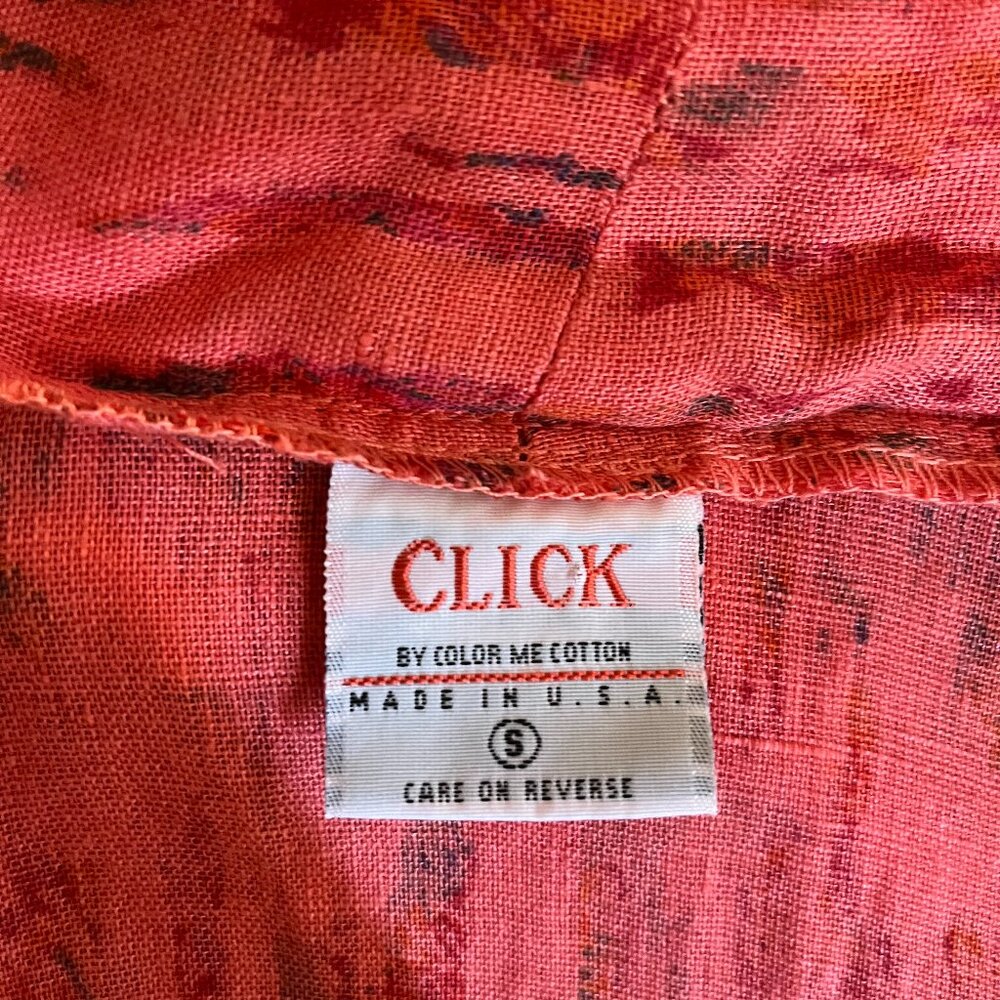 CLICK
BY COLOR ME COTTON
MADE IN U.S.A.
S
CARE ON REVERSE